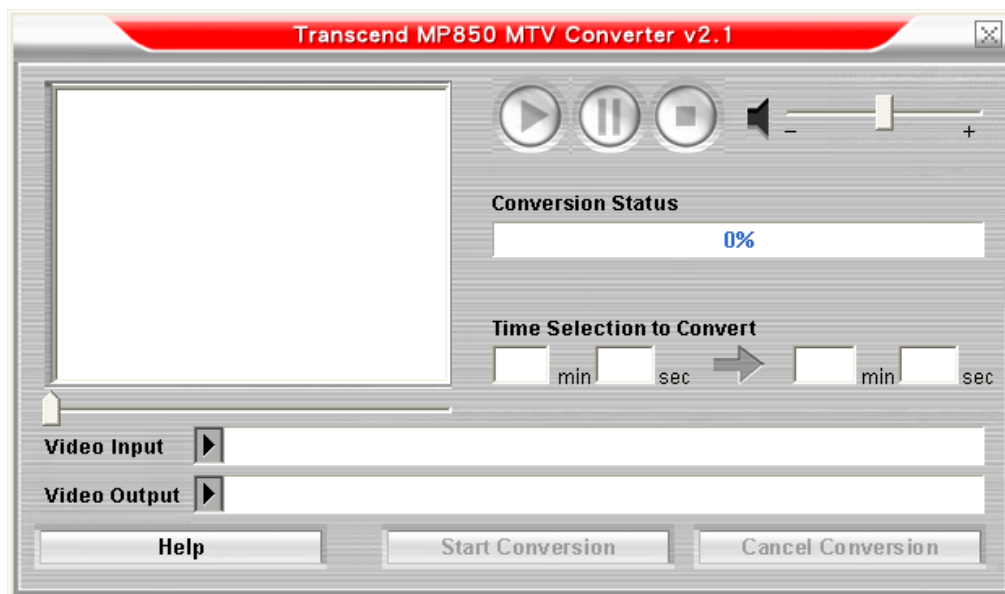 Transcend MP850 MTV Converter v2.1
- +
Conversion Status
0%
Time Selection to Convert
min sec min sec
Video Input
Video Output
Help Start Conversion Cancel Conversion